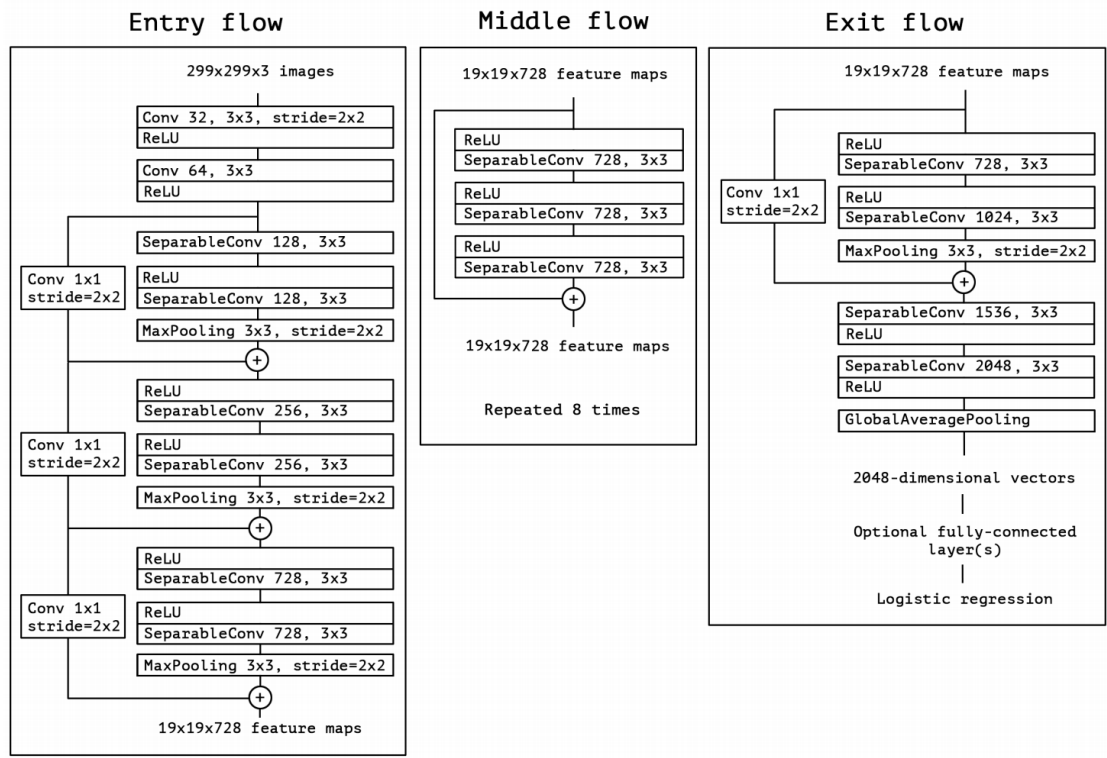 Entry flow
299x299x3 images
Conv 32, 3x3, stride=2x2
ReLU
Conv 64, 3x3
ReLU
SeparableConv 128, 3x3
Conv 1x1
stride=2x2
ReLU
SeparableConv 128, 3x3
MaxPooling 3x3, stride=2x2
+
ReLU
SeparableConv 256, 3x3
Conv 1x1
stride=2x2
ReLU
SeparableConv 256, 3x3
MaxPooling 3x3, stride=2x2
+
ReLU
SeparableConv 728, 3x3
Conv 1x1
stride=2x2
ReLU
SeparableConv 728, 3x3
MaxPooling 3x3, stride=2x2
+
19x19x728 feature maps
Middle flow
19x19x728 feature maps
ReLU
SeparableConv 728, 3x3
ReLU
SeparableConv 728, 3x3
ReLU
SeparableConv 728, 3x3
+
19x19x728 feature maps
Repeated 8 times
Exit flow
19x19x728 feature maps
ReLU
SeparableConv 728, 3x3
Conv 1x1
stride=2x2
ReLU
SeparableConv 1024, 3x3
MaxPooling 3x3, stride=2x2
+
SeparableConv 1536, 3x3
ReLU
SeparableConv 2048, 3x3
ReLU
GlobalAveragePooling
2048-dimensional vectors
Optional fully-connected
layer(s)
Logistic regression